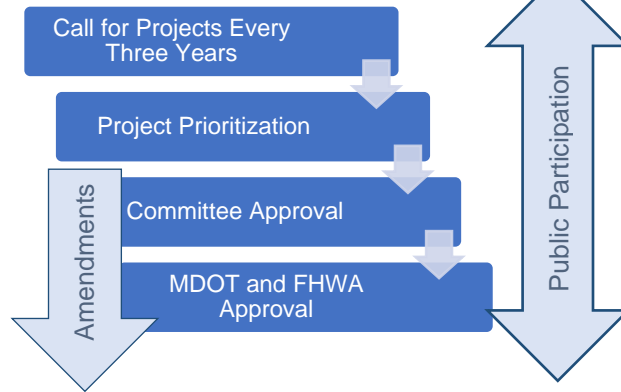 Call for Projects Every
Three Years
Project Prioritization
Committee Approval
MDOT and FHWA
Approval
Amendments
Public Participation